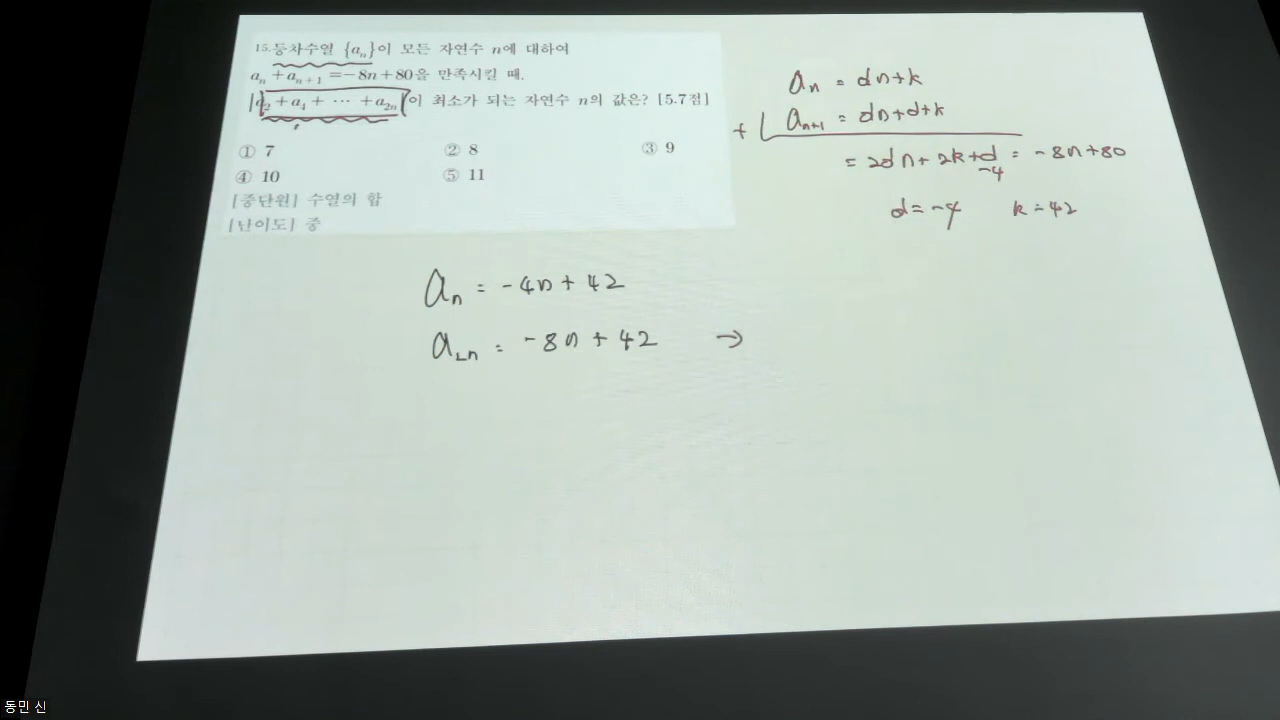 15. 등차수열 {aₙ}이 모든 자연수 n에 대하여
aₙ + aₙ₊₁ = -8n + 80을 만족시킬 때,
|a₂ + a₄ + ⋯ + a₂ₙ|이 최소가 되는 자연수 n의 값은? [5.7점]
① 7 ② 8 ③ 9
④ 10 ⑤ 11
[중단원] 수열의 합
[난이도] 중
aₙ = dn+k
+ aₙ₊₁ = dn+d+k
= 2dn + 2k+d = -8n+80
-4
d=-4 k=42
aₙ = -4n + 42
a₂ₙ = -8n + 42 →
동민 신